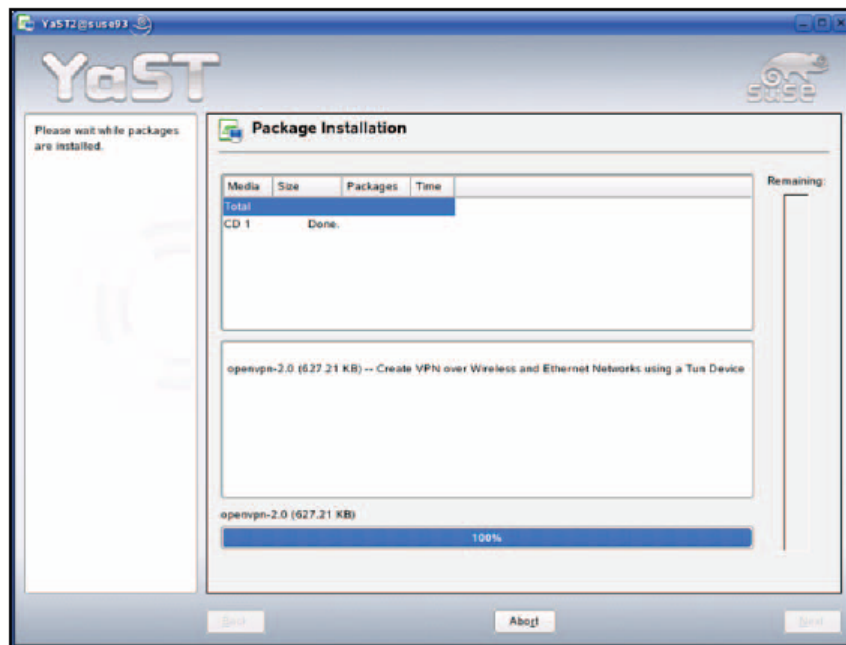 YaST2@suse93
YaST
suse
Please wait while packages
are installed.
Package Installation
Media Size Packages Time
Total
CD 1 Done.
Remaining:
openvpn-2.0 (627.21 KB) -- Create VPN over Wireless and Ethernet Networks using a Tun Device
openvpn-2.0 (627.21 KB)
100%
Abort